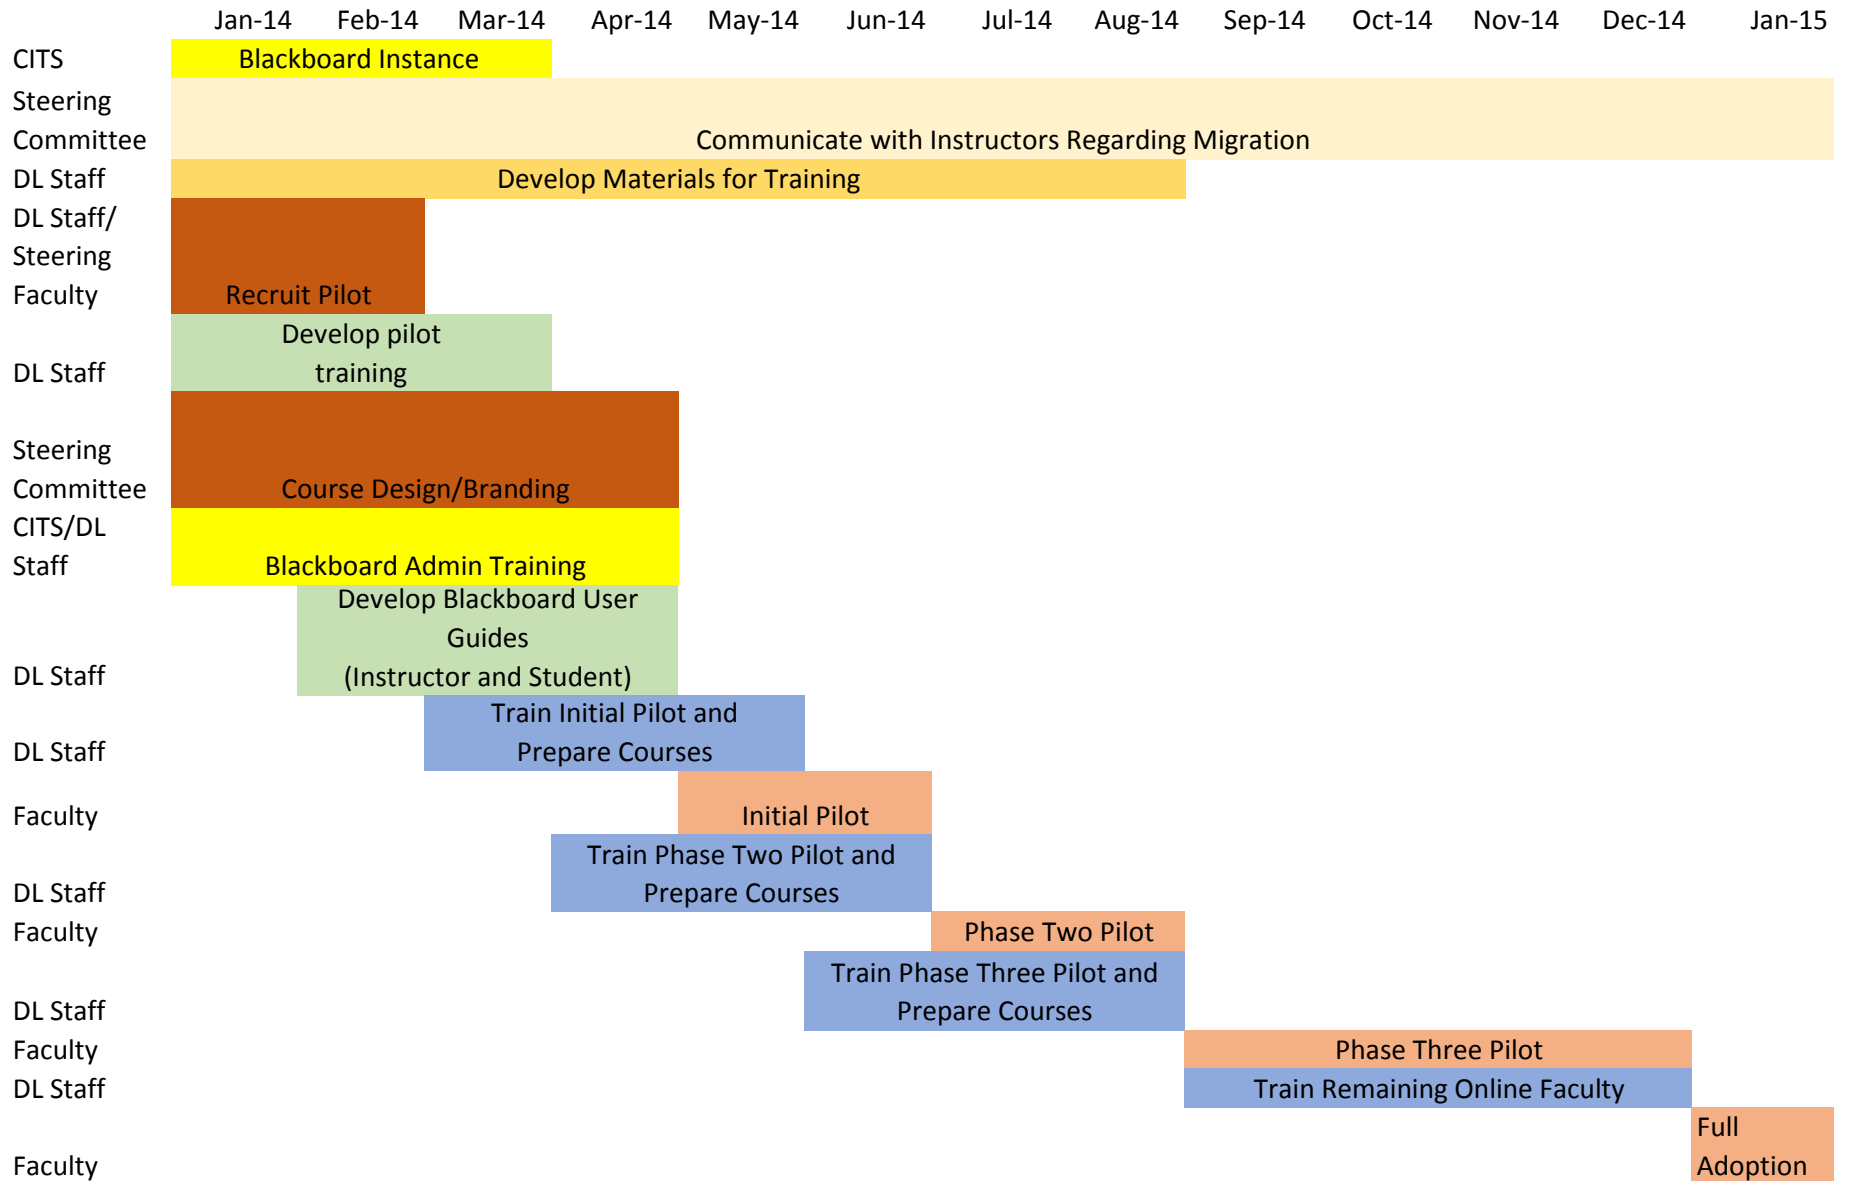 Jan-14 Feb-14 Mar-14 Apr-14 May-14 Jun-14 Jul-14 Aug-14 Sep-14 Oct-14 Nov-14 Dec-14 Jan-15
CITS Blackboard Instance
Steering
Committee Communicate with Instructors Regarding Migration
DL Staff Develop Materials for Training
DL Staff/
Steering
Faculty Recruit Pilot
Develop pilot
DL Staff training
Steering
Committee Course Design/Branding
CITS/DL
Staff Blackboard Admin Training
Develop Blackboard User
Guides
DL Staff (Instructor and Student)
Train Initial Pilot and
DL Staff Prepare Courses
Faculty Initial Pilot
Train Phase Two Pilot and
DL Staff Prepare Courses
Faculty Phase Two Pilot
Train Phase Three Pilot and
DL Staff Prepare Courses
Faculty Phase Three Pilot
DL Staff Train Remaining Online Faculty
Full
Faculty Adoption